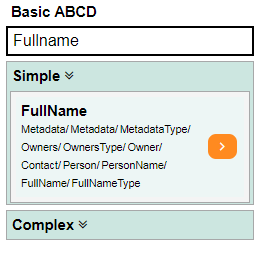 Basic ABCD
Fullname
Simple
FullName
Metadata/ Metadata/ MetadataType/
Owners/ OwnersType/ Owner/
Contact/ Person/ PersonName/
FullName/ FullNameType
Complex